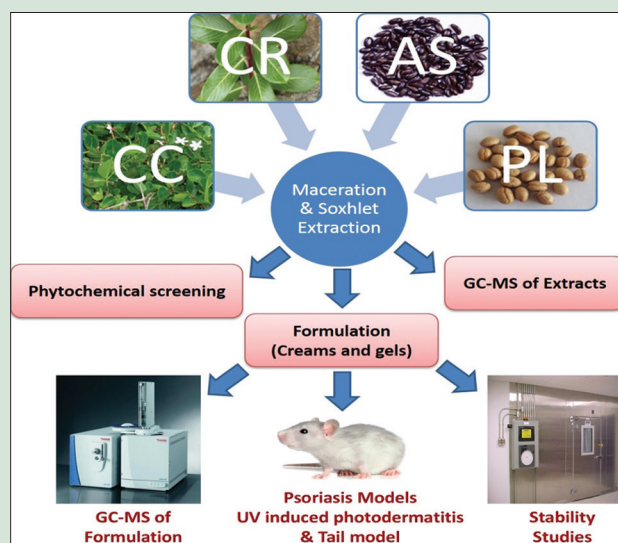 CR
AS
CC**
PL
Maceration
& Soxhlet
Extraction
Phytochemical screening
GC-MS of Extracts
Formulation
(Creams and gels)
GC-MS of
Formulation
Psoriasis Models
UV induced photodermatitis
& Tail model
Stability
Studies